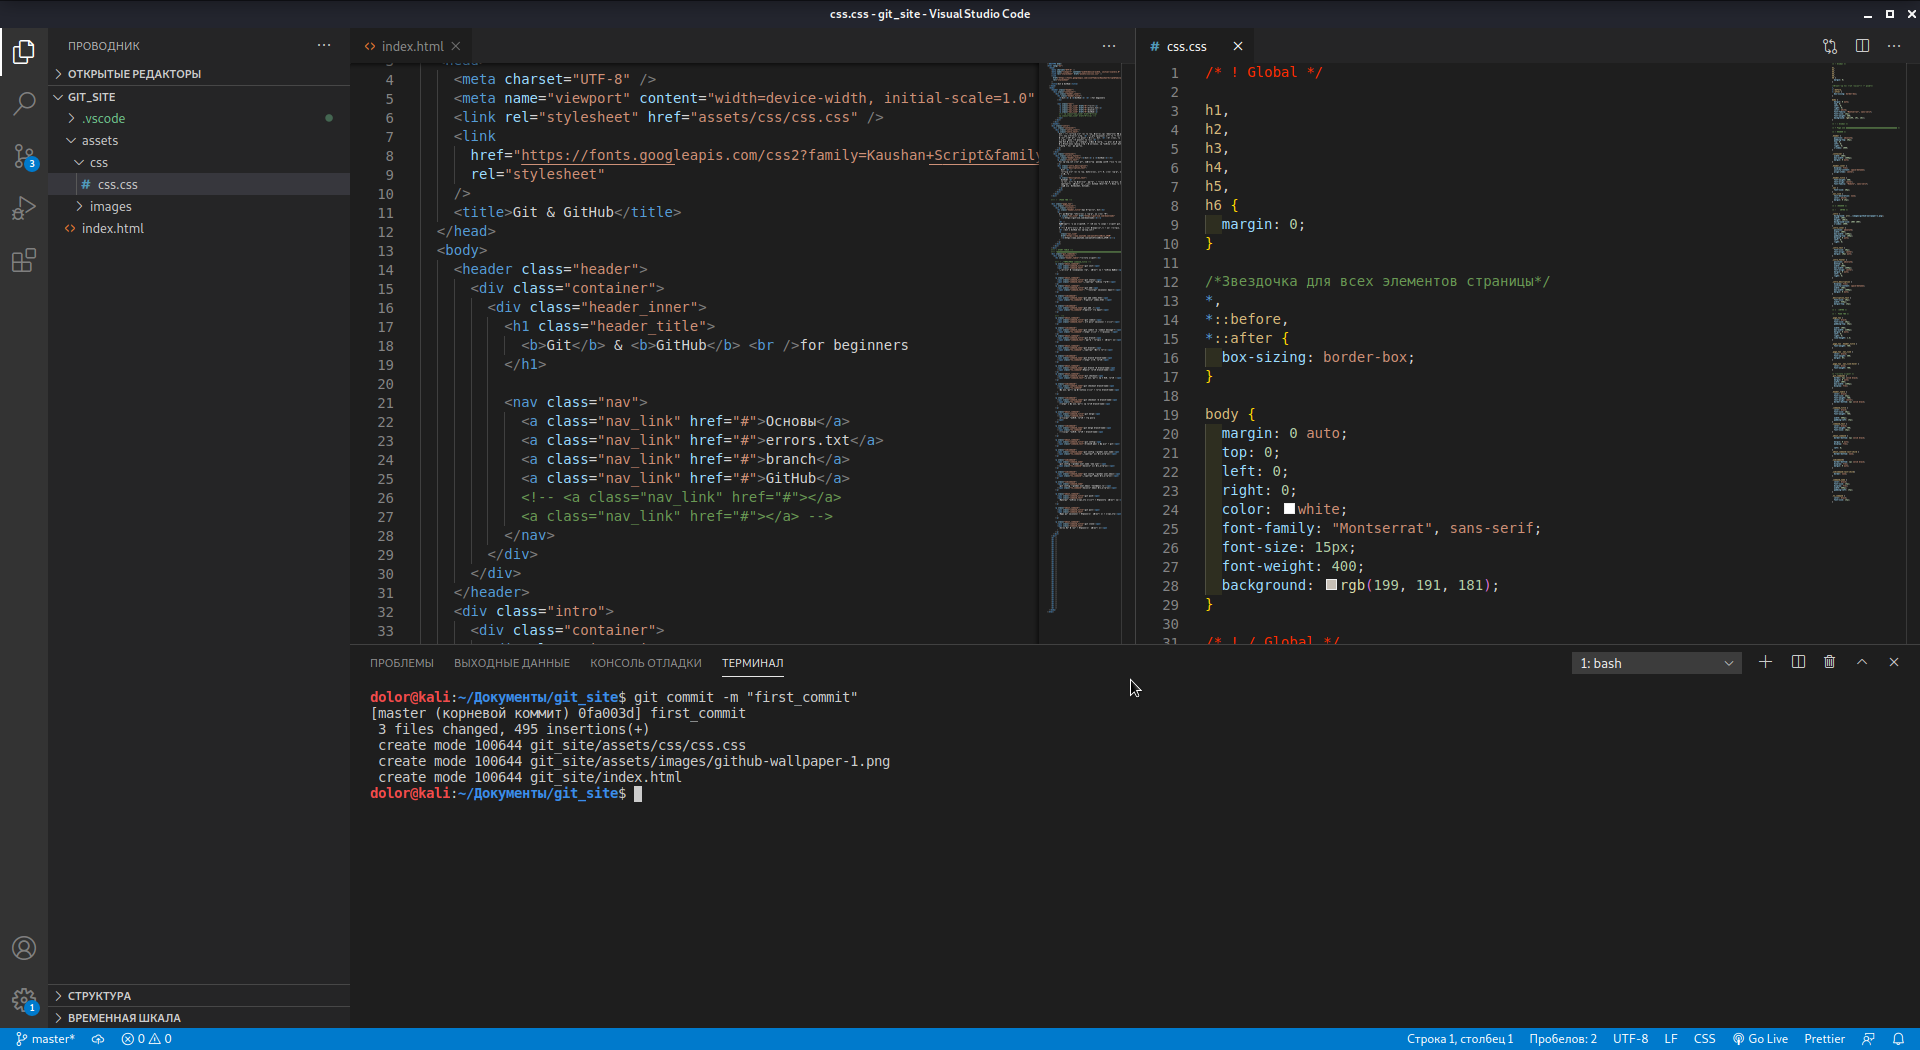 css.css - git_site - Visual Studio Code
ПРОВОДНИК
ОТКРЫТЫЕ РЕДАКТОРЫ
GIT_SITE
.vscode
assets
css
# css.css
images
<> index.html
3
1
СТРУКТУРА
ВРЕМЕННАЯ ШКАЛА
<> index.html
4 <meta charset="UTF-8" />
5 <meta name="viewport" content="width=device-width, initial-scale=1.0"
6 <link rel="stylesheet" href="assets/css/css.css" />
7 <link
8 href="https://fonts.googleapis.com/css2?family=Kaushan+Script&family
9 rel="stylesheet"
10 />
11 <title>Git & GitHub</title>
12 </head>
13 <body>
14 <header class="header">
15 <div class="container">
16 <div class="header_inner">
17 <h1 class="header_title">
18 <b>Git</b> & <b>GitHub</b> <br />for beginners
19 </h1>
20
21 <nav class="nav">
22 <a class="nav_link" href="#">Основы</a>
23 <a class="nav_link" href="#">errors.txt</a>
24 <a class="nav_link" href="#">branch</a>
25 <a class="nav_link" href="#">GitHub</a>
26 <!-- <a class="nav_link" href="#"></a>
27 <a class="nav_link" href="#"></a> -->
28 </nav>
29 </div>
30 </div>
31 </header>
32 <div class="intro">
33 <div class="container">
# css.css
1 /* ! Global */
2
3 h1,
4 h2,
5 h3,
6 h4,
7 h5,
8 h6 {
9 margin: 0;
10 }
11
12 /*Звездочка для всех элементов страницы*/
13 *,
14 *::before,
15 *::after {
16 box-sizing: border-box;
17 }
18
19 body {
20 margin: 0 auto;
21 top: 0;
22 left: 0;
23 right: 0;
24 color: white;
25 font-family: "Montserrat", sans-serif;
26 font-size: 15px;
27 font-weight: 400;
28 background: rgb(199, 191, 181);
29 }
30
31 /* ! / Global */
ПРОБЛЕМЫ ВЫХОДНЫЕ ДАННЫЕ КОНСОЛЬ ОТЛАДКИ ТЕРМИНАЛ 1: bash
dolor@kali:~/Документы/git_site$ git commit -m "first_commit"
[master (корневой коммит) 0fa003d] first_commit
3 files changed, 495 insertions(+)
create mode 100644 git_site/assets/css/css.css
create mode 100644 git_site/assets/images/github-wallpaper-1.png
create mode 100644 git_site/index.html
dolor@kali:~/Документы/git_site$
master* 0 0 Строка 1, столбец 1 Пробелов: 2 UTF-8 LF CSS Go Live Prettier